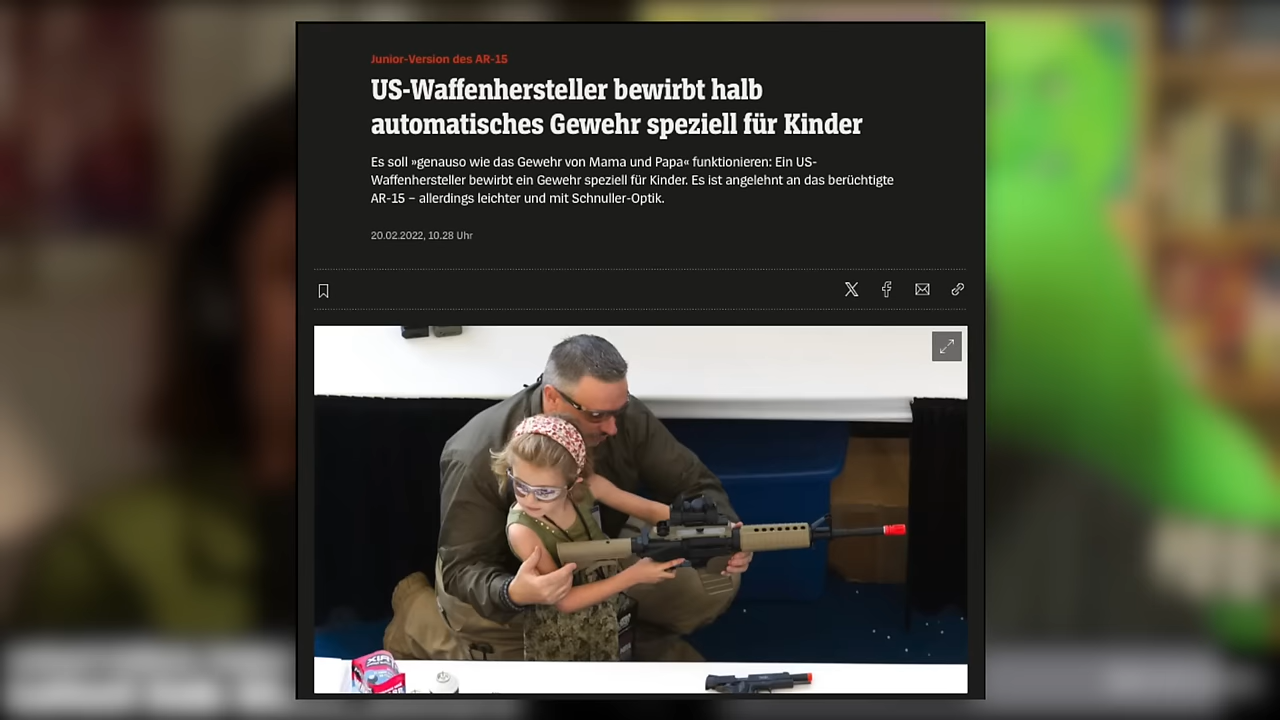 Junior-Version des AR-15
US-Waffenhersteller bewirbt halb
automatisches Gewehr speziell für Kinder
Es soll »genauso wie das Gewehr von Mama und Papa« funktionieren: Ein US-
Waffenhersteller bewirbt ein Gewehr speziell für Kinder. Es ist angelehnt an das berüchtigte
AR-15 – allerdings leichter und mit Schnuller-Optik.
20.02.2022, 10.28 Uhr